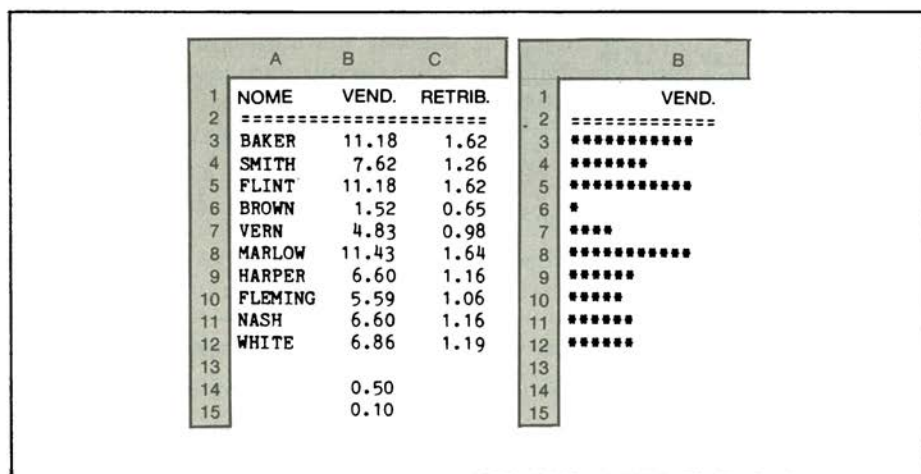 A B C
1 NOME VEND. RETRIB.
2 =======================
3 BAKER 11.18 1.62
4 SMITH 7.62 1.26
5 FLINT 11.18 1.62
6 BROWN 1.52 0.65
7 VERN 4.83 0.98
8 MARLOW 11.43 1.64
9 HARPER 6.60 1.16
10 FLEMING 5.59 1.06
11 NASH 6.60 1.16
12 WHITE 6.86 1.19
13
14 0.50
15 0.10
B
1 VEND.
2 =============
3 ***********
4 *******
5 ***********
6 *
7 ****
8 ***********
9 ******
10 *****
11 ******
12 ******
13
14
15